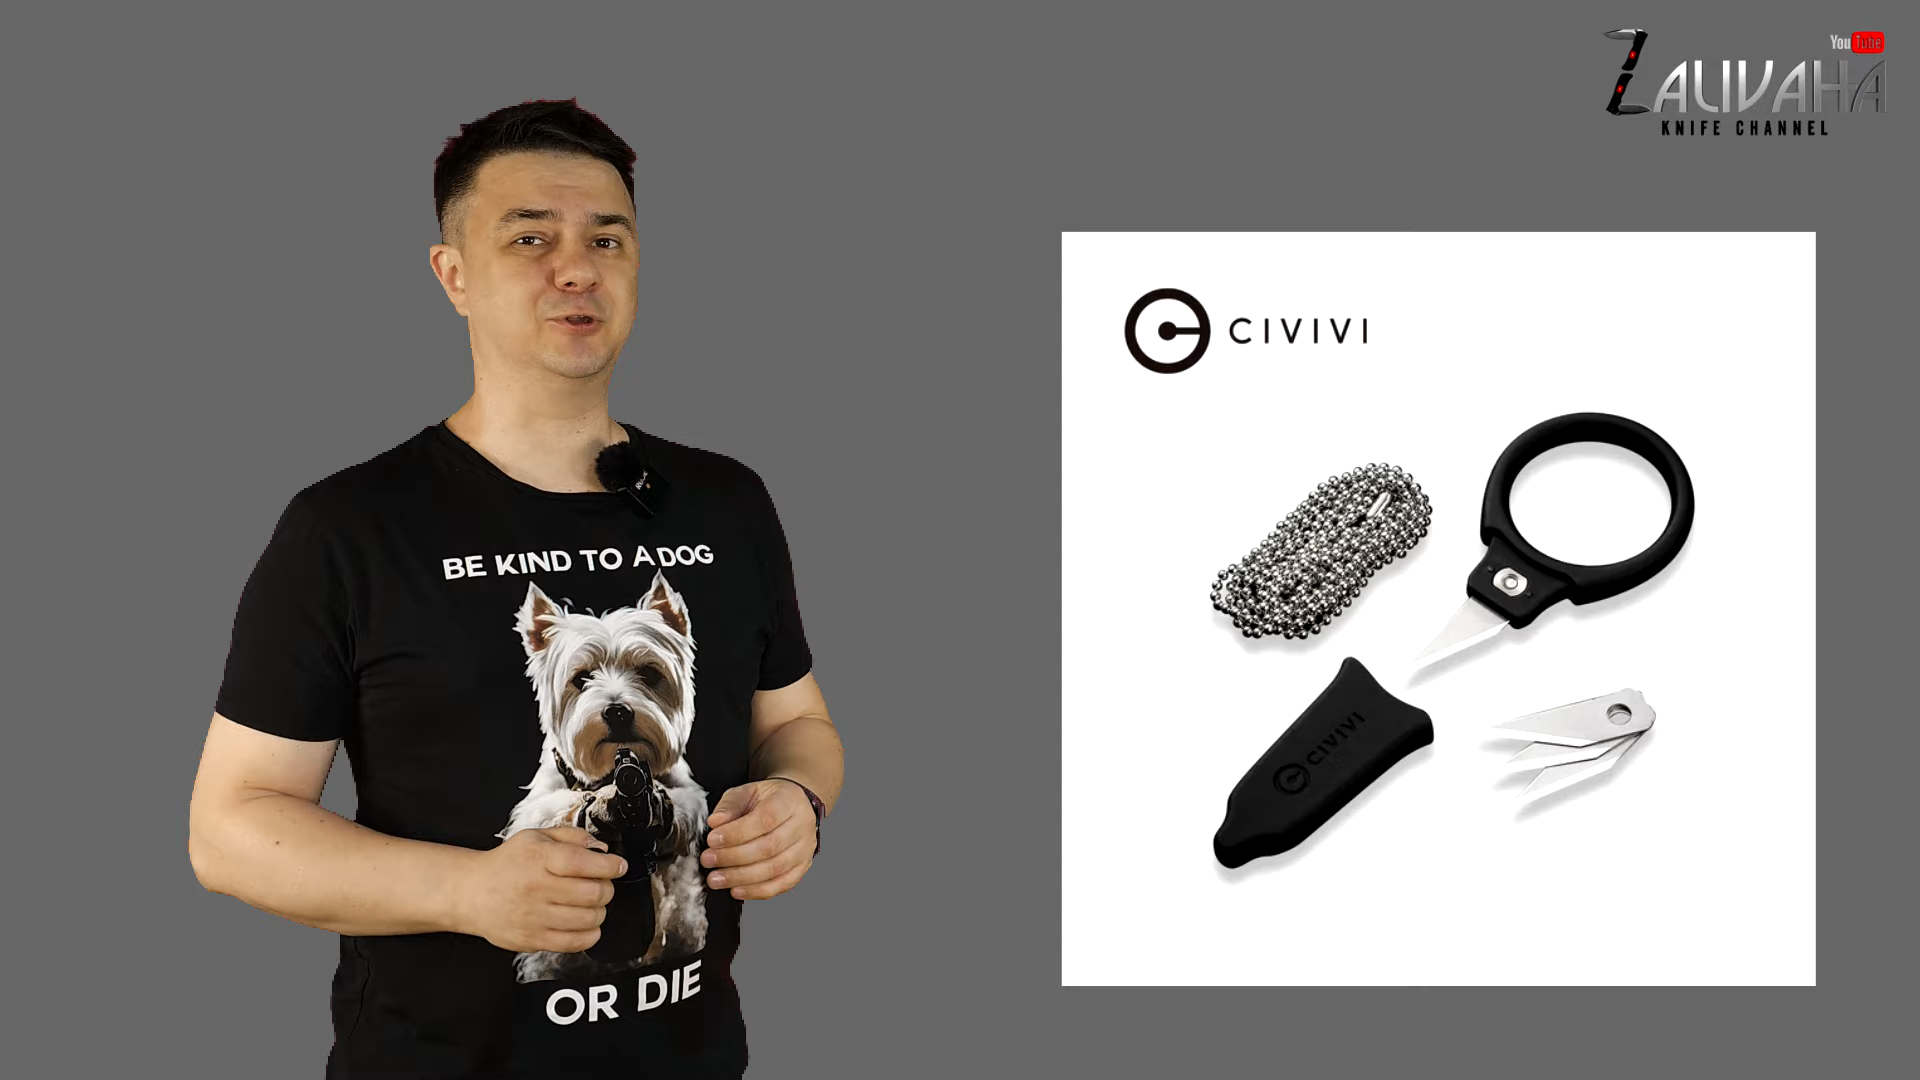 YouTube
ZALIVAHA
KNIFE CHANNEL
CIVIVI
BE KIND TO A DOG
CIVIVI
OR DIE